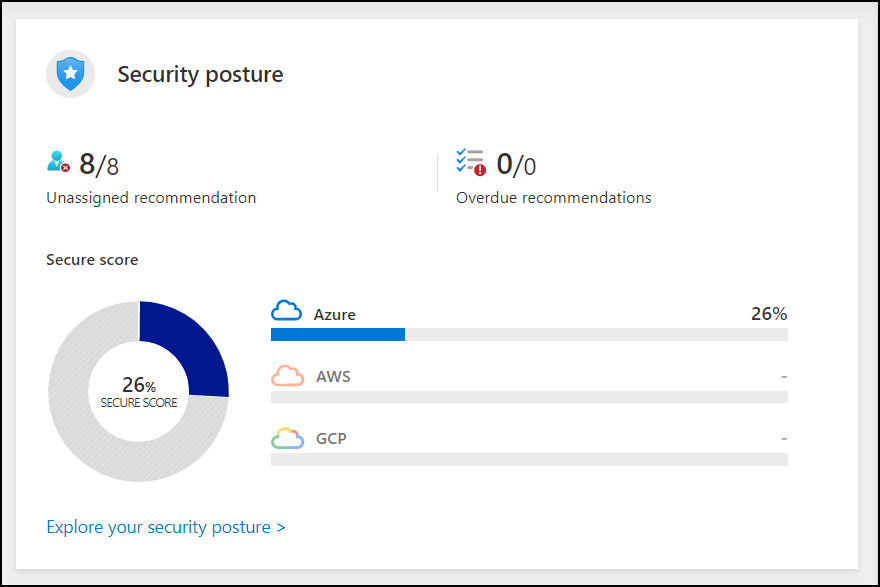 Security posture
8/8
Unassigned recommendation
0/0
Overdue recommendations
Secure score
26%
SECURE SCORE
Azure 26%
AWS -
GCP -
Explore your security posture >